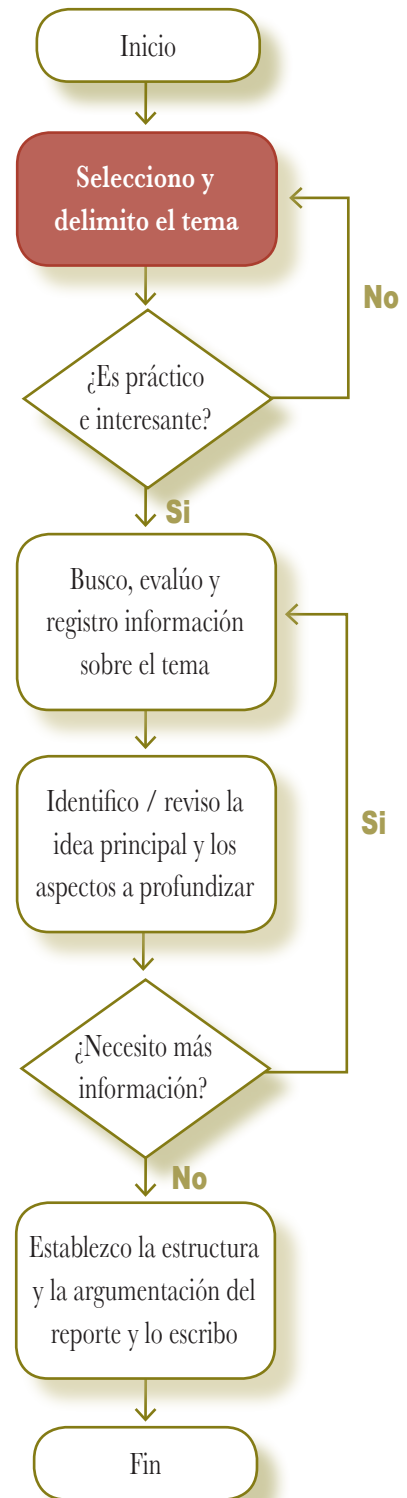 Inicio
Selecciono y
delimito el tema
No
¿Es práctico
e interesante?
Si
Busco, evalúo y
registro información
sobre el tema
Identifico / reviso la
idea principal y los
aspectos a profundizar
Si
¿Necesito más
información?
No
Establezco la estructura
y la argumentación del
reporte y lo escribo
Fin